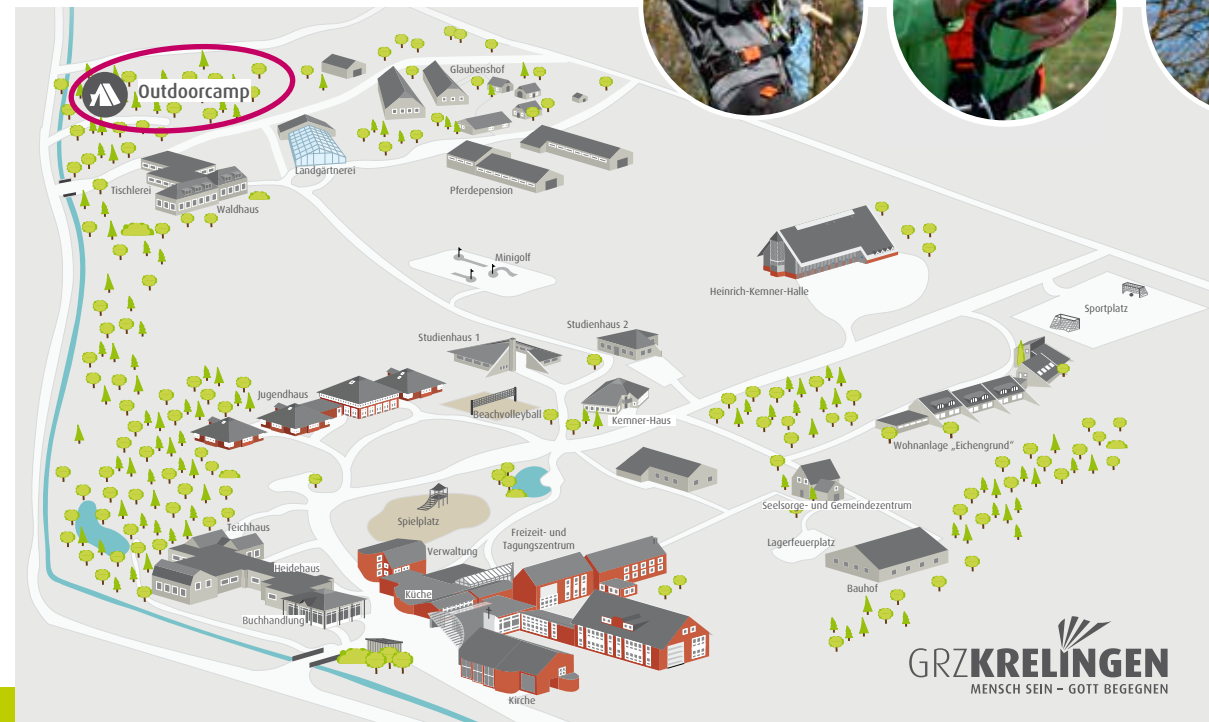 Outdoorcamp
Glaubenshof
Landgärtnerei
Tischlerei
Pferdepension
Waldhaus
Minigolf
Heinrich-Kemner-Halle
Sportplatz
Studienhaus 1
Studienhaus 2
Jugendhaus
Beachvolleyball
Kemner-Haus
Wohnanlage „Eichengrund“
Seelsorge- und Gemeindezentrum
Spielplatz
Teichhaus
Verwaltung
Freizeit- und
Tagungszentrum
Lagerfeuerplatz
Heidehaus
Bauhof
Küche
Buchhandlung
Kirche
GRZKRELINGEN
MENSCH SEIN – GOTT BEGEGNEN